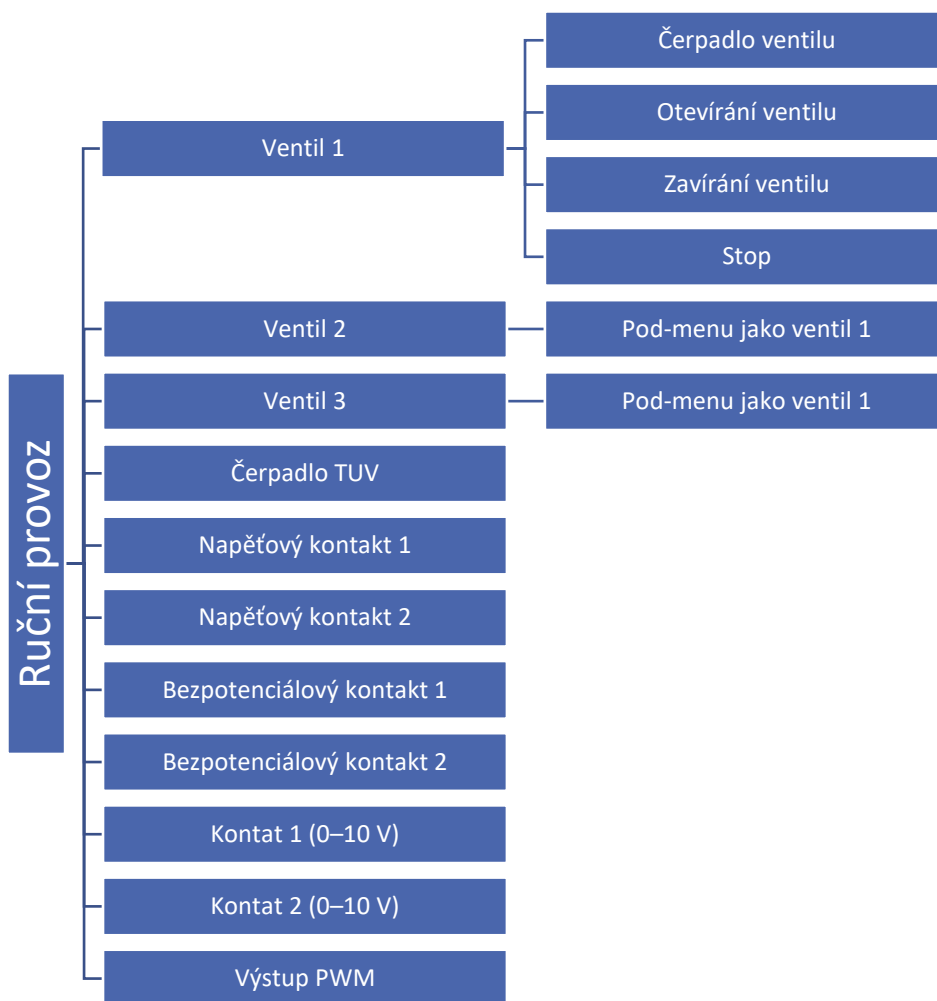 Ruční provoz
Ventil 1
Čerpadlo ventilu
Otevírání ventilu
Zavírání ventilu
Stop
Ventil 2
Pod-menu jako ventil 1
Ventil 3
Pod-menu jako ventil 1
Čerpadlo TUV
Napěťový kontakt 1
Napěťový kontakt 2
Bezpotenciálový kontakt 1
Bezpotenciálový kontakt 2
Kontat 1 (0–10 V)
Kontat 2 (0–10 V)
Výstup PWM